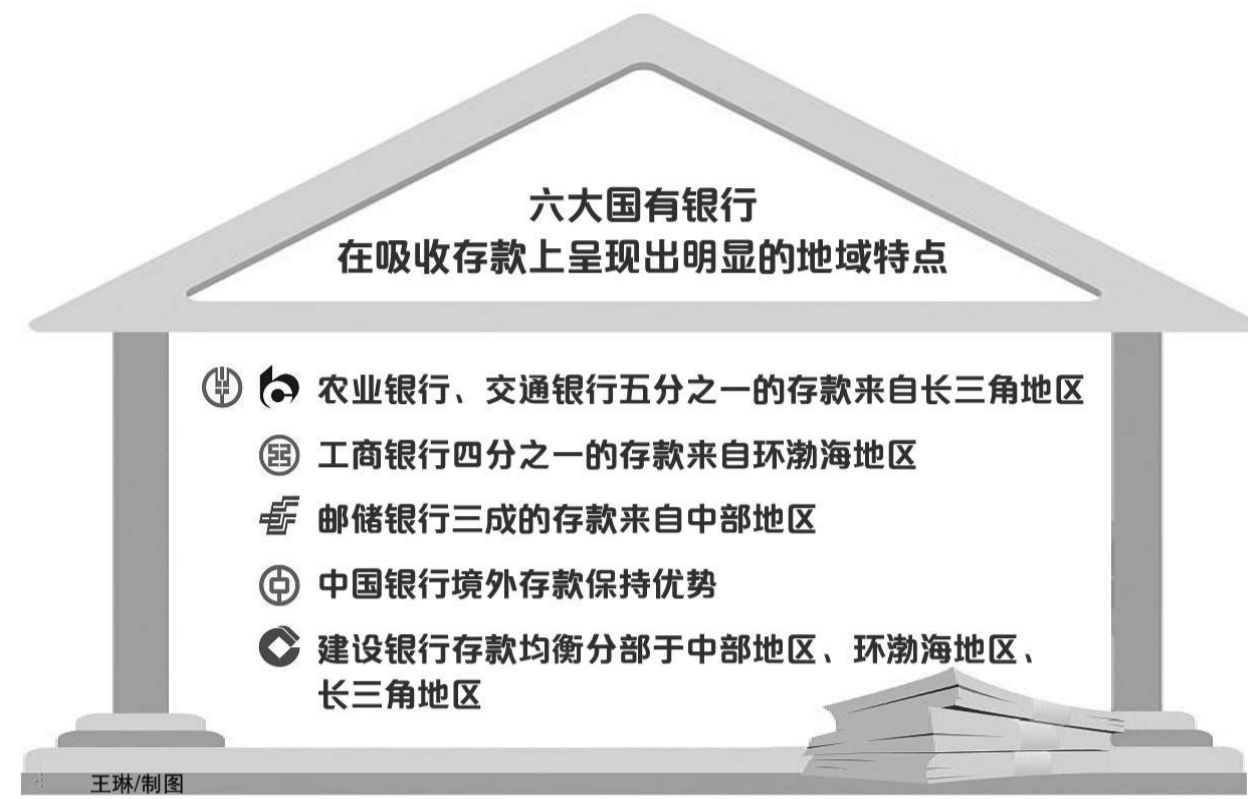 六大国有银行
在吸收存款上呈现出明显的地域特点
农业银行、交通银行五分之一的存款来自长三角地区
工商银行四分之一的存款来自环渤海地区
邮储银行三成的存款来自中部地区
中国银行境外存款保持优势
建设银行存款均衡分部于中部地区、环渤海地区、
长三角地区
王琳/制图